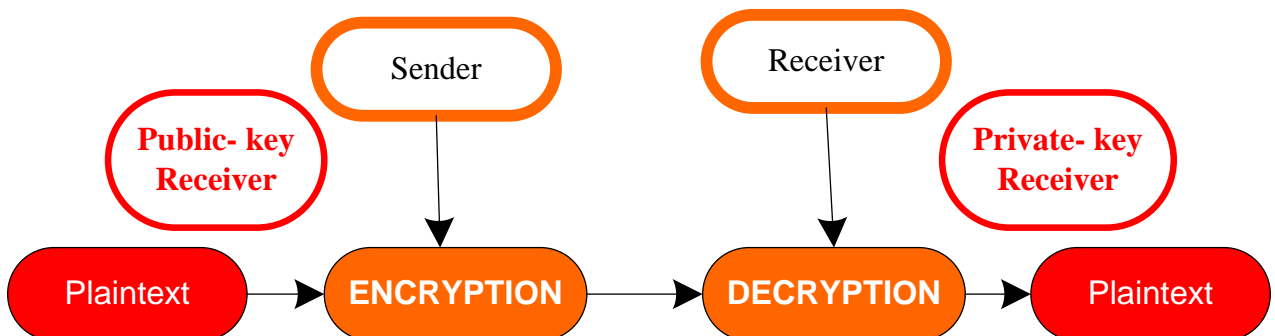 Sender
Receiver
Public- key
Receiver
Private- key
Receiver
Plaintext
ENCRYPTION
DECRYPTION
Plaintext